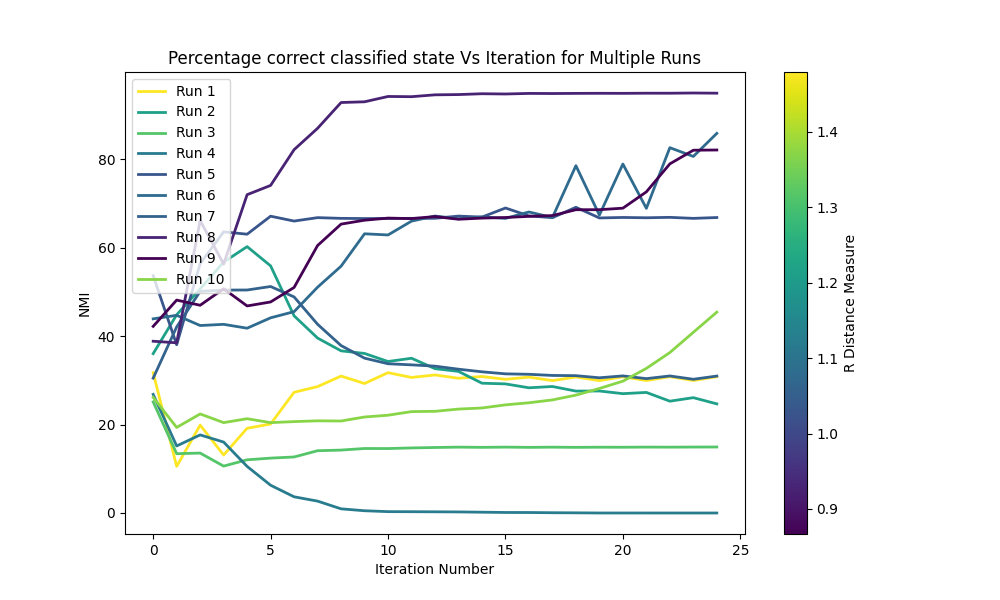 Percentage correct classified state Vs Iteration for Multiple Runs
Run 1
Run 2
Run 3
Run 4
Run 5
Run 6
Run 7
Run 8
Run 9
Run 10
NMI
80
60
40
20
0
0 5 10 15 20 25
Iteration Number
1.4
1.3
1.2
1.1
1.0
0.9
R Distance Measure